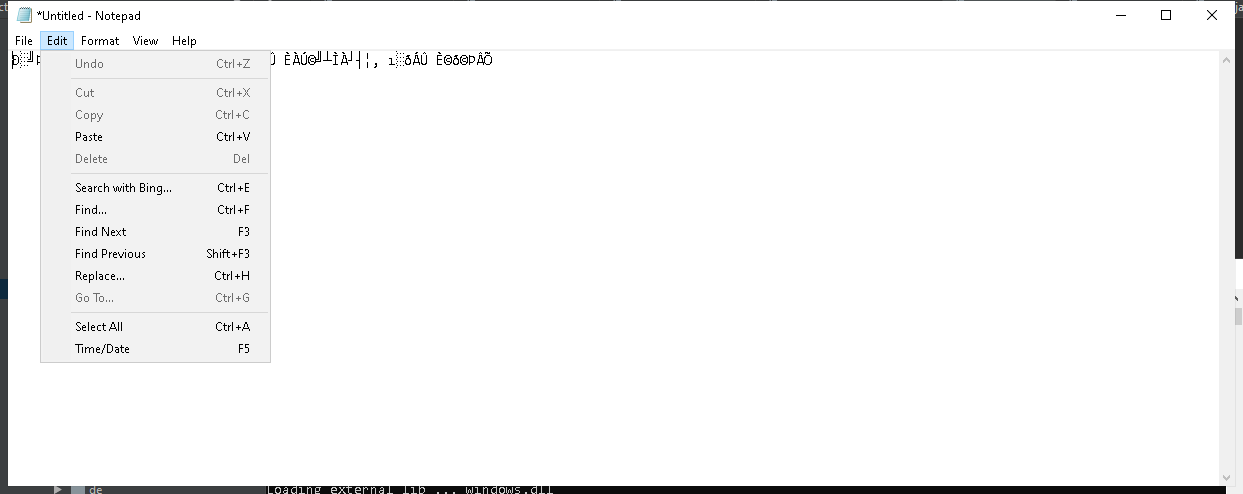 *Untitled - Notepad
File Edit Format View Help
ÈÀÚ©╝┴ÌÀ┘┤¦, ı░ðÁÛ È©ð©ÞÂÕ
Undo Ctrl+Z
Cut Ctrl+X
Copy Ctrl+C
Paste Ctrl+V
Delete Del
Search with Bing... Ctrl+E
Find... Ctrl+F
Find Next F3
Find Previous Shift+F3
Replace... Ctrl+H
Go To... Ctrl+G
Select All Ctrl+A
Time/Date F5
de Loading external lib ... windows.dll